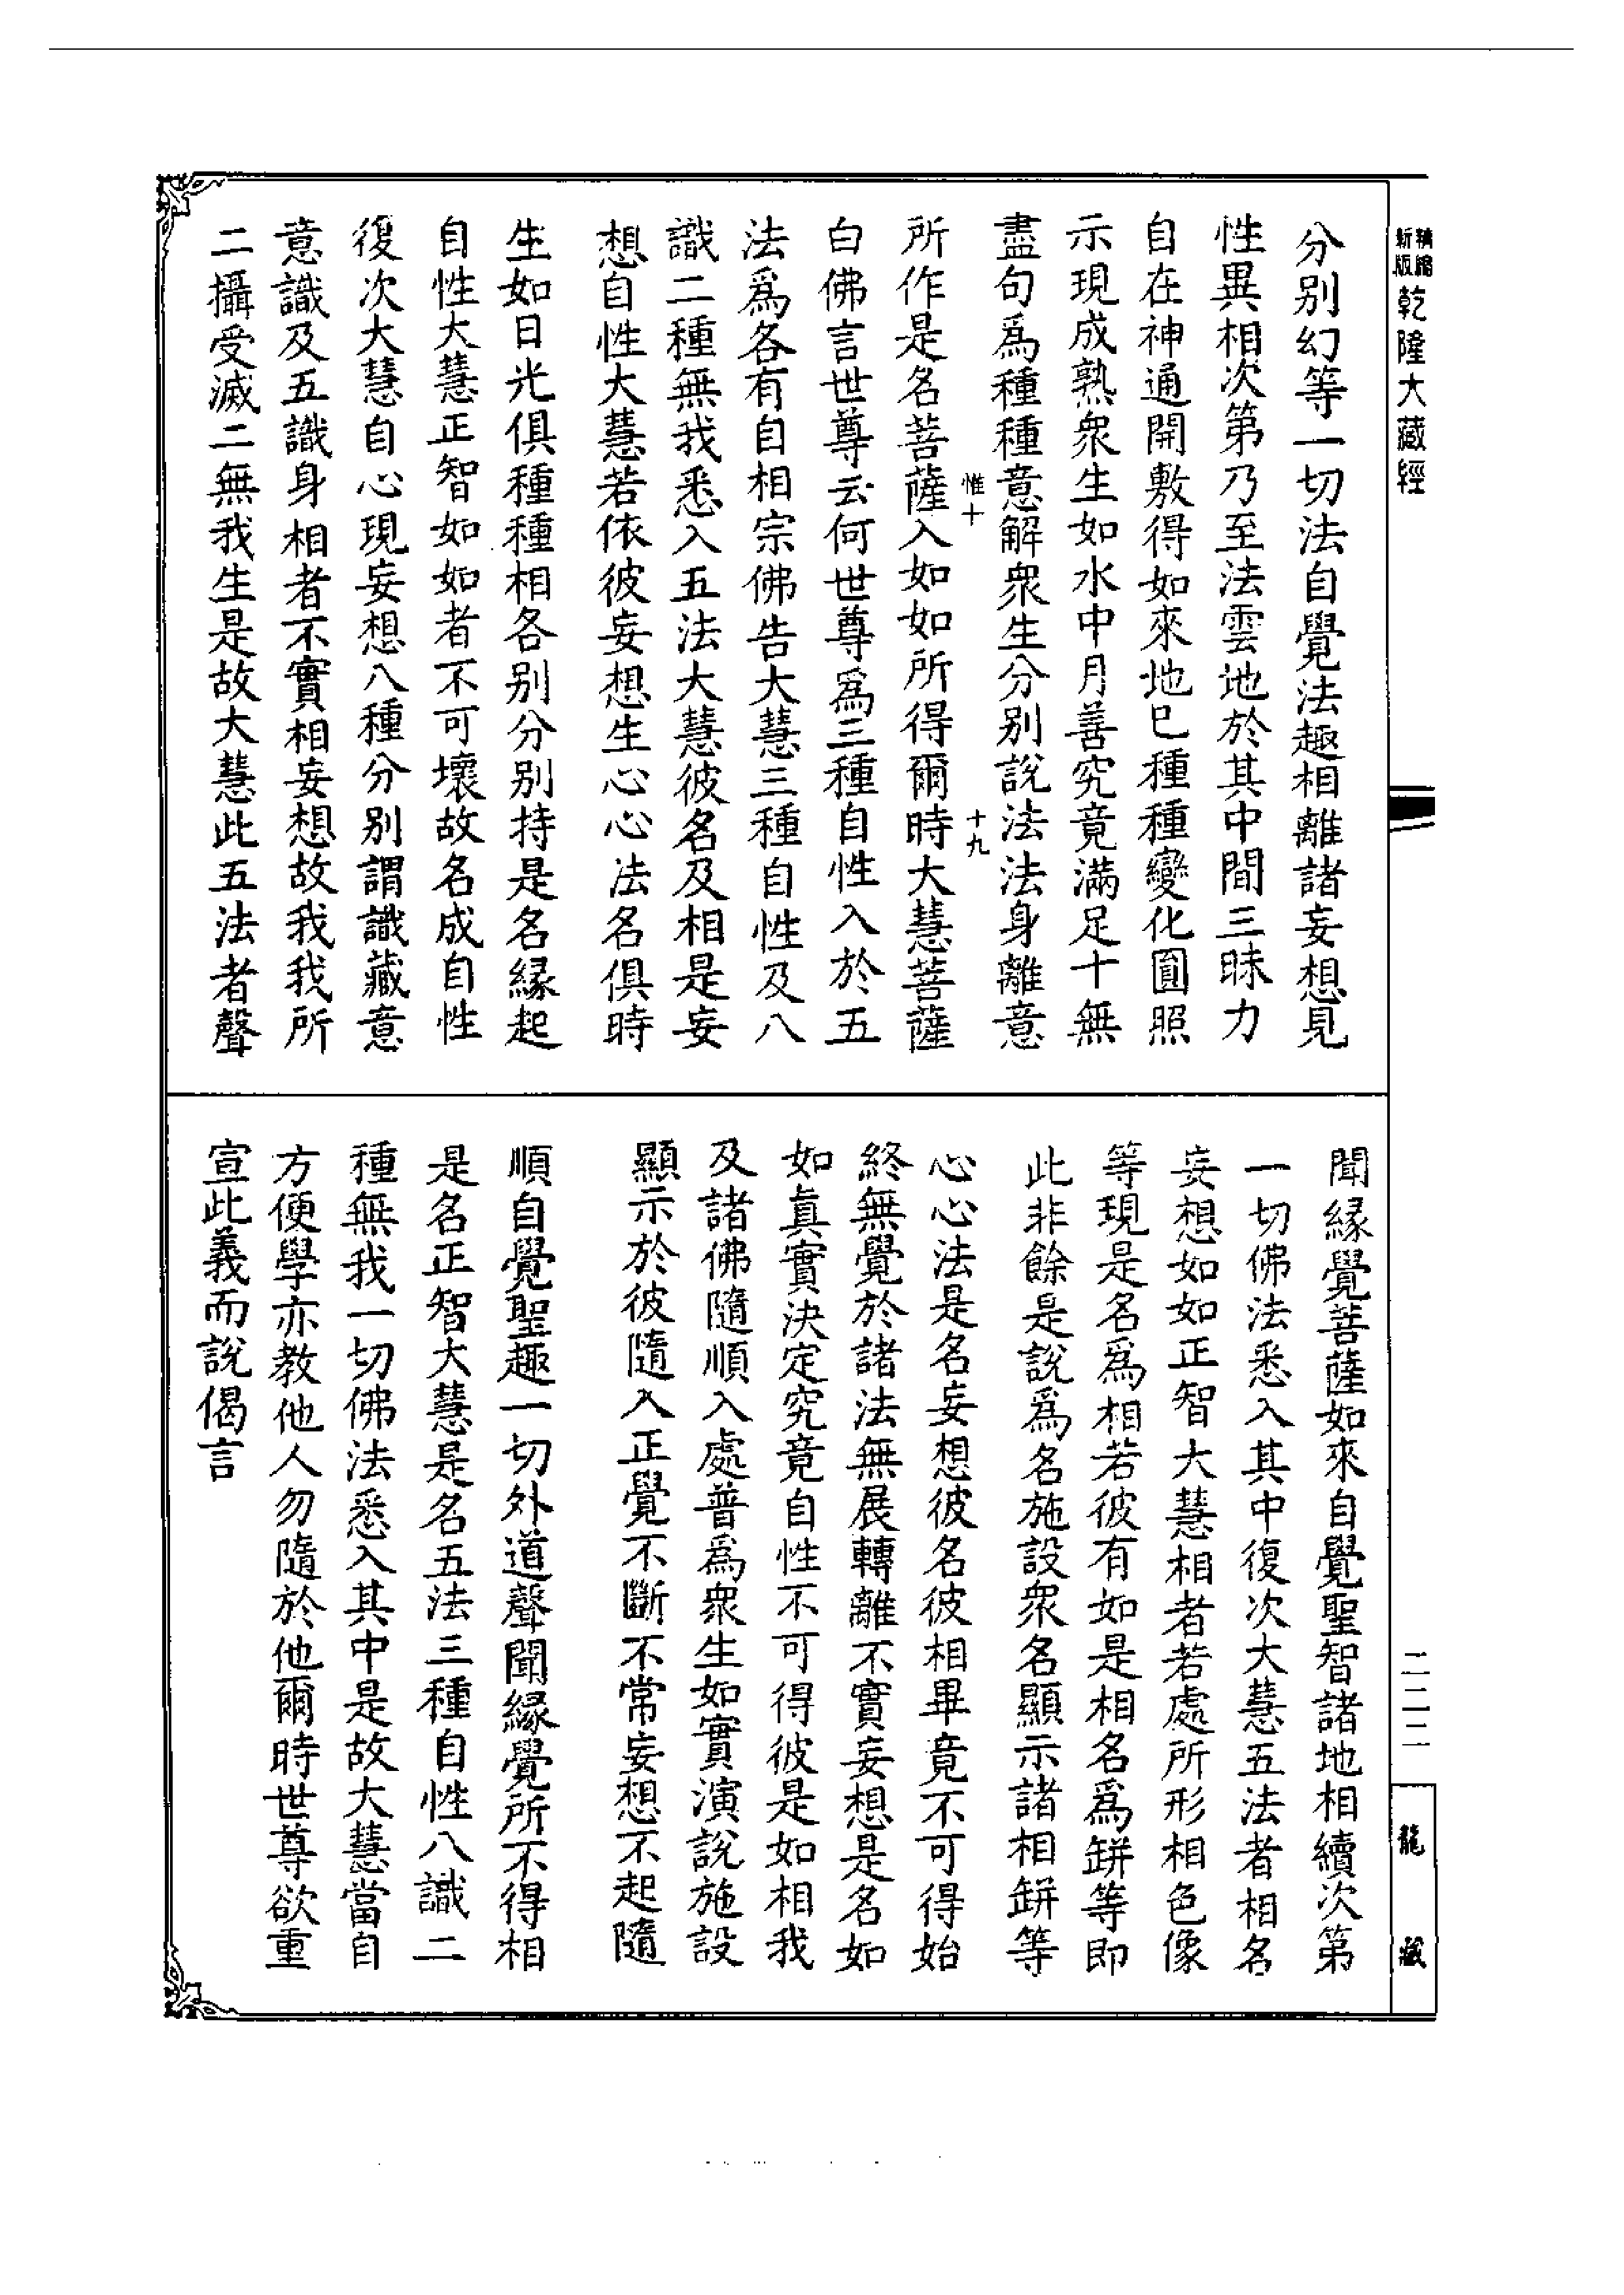 精縮新版乾隆大藏經
分别幻等一切法自覺法趣相離諸妄想見
性異相次第乃至法雲地於其中間三昧力
自在神通開敷得如來地已種種變化圓照
示現成熟衆生如水中月善究竟滿足十無
盡句為種種意解衆生分别說法法身離意
惟十
十九
所作是名菩薩入如如所得爾時大慧菩薩
白佛言世尊云何世尊為三種自性入於五
法為各有自相宗佛告大慧三種自性及八
識二種無我悉入五法大慧彼名及相是妄
想自性大慧若依彼妄想生心心法名俱時
生如日光俱種種相各别分别持是名緣起
自性大慧正智如如者不可壞故名成自性
復次大慧自心現妄想八種分别謂識藏意
意識及五識身相者不實相妄想故我我所
二攝受滅二無我生是故大慧此五法者聲
聞緣覺菩薩如來自覺聖智諸地相續次第
一切佛法悉入其中復次大慧五法者相名
妄想如如正智大慧相者若處所形相色像
等現是名為相若彼有如是相名為缾等即
此非餘是說為名施設衆名顯示諸相缾等
心心法是名妄想彼名彼相畢竟不可得始
終無覺於諸法無展轉離不實妄想是名如
如真實決定究竟自性不可得彼是如相我
及諸佛隨順入處普為衆生如實演說施設
顯示於彼隨入正覺不斷不常妄想不起隨
順自覺聖趣一切外道聲聞緣覺所不得相
是名正智大慧是名五法三種自性八識二
種無我一切佛法悉入其中是故大慧當自
方便學亦教他人勿隨於他爾時世尊欲重
宣此義而說偈言
二二二
龍藏